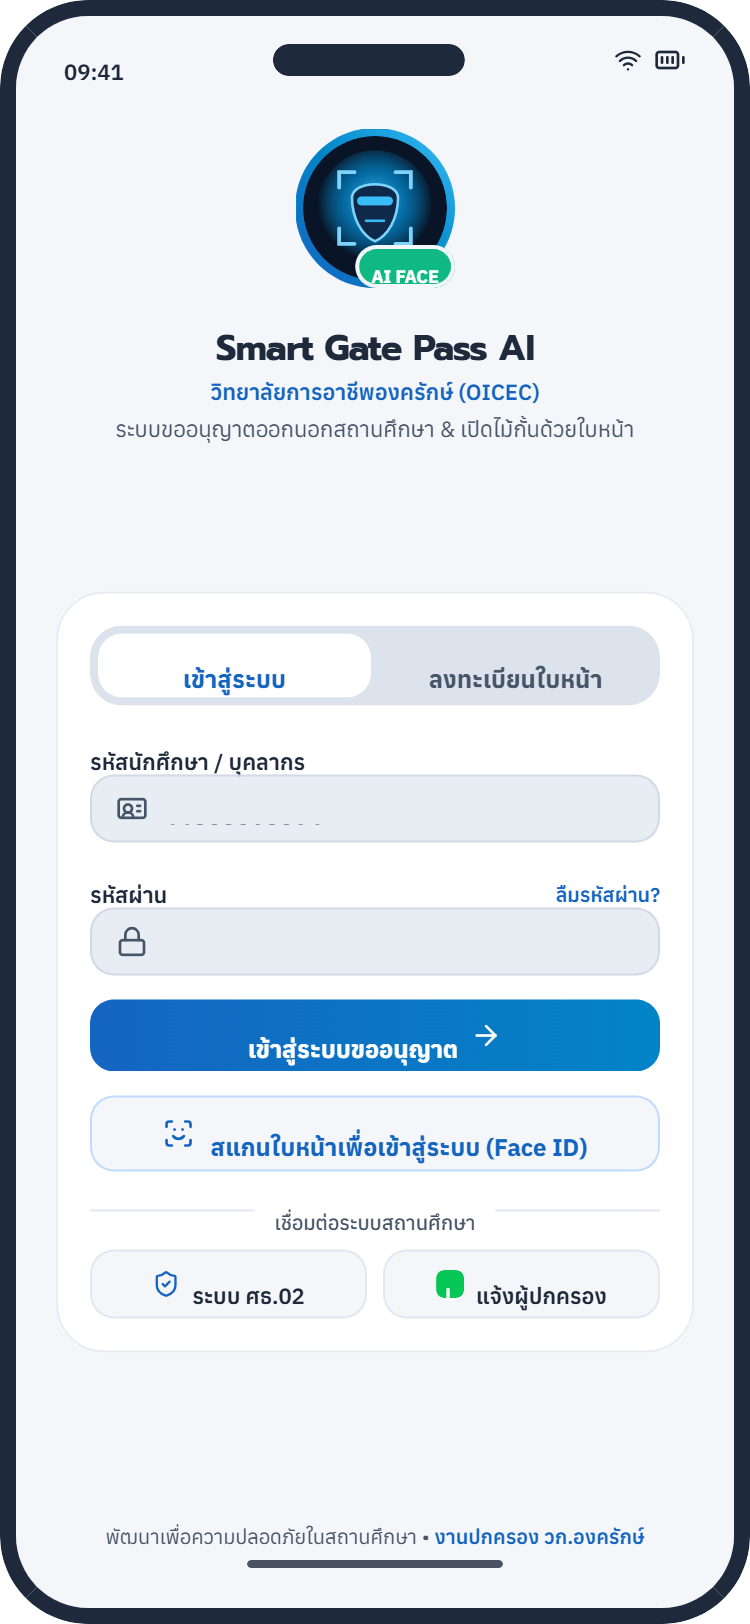 09:41
AI FACE
Smart Gate Pass AI
วิทยาลัยการอาชีพองครักษ์ (OICEC)
ระบบขออนุญาตออกนอกสถานศึกษา & เปิดไม้กั้นด้วยใบหน้า
เข้าสู่ระบบ
ลงทะเบียนใบหน้า
รหัสนักศึกษา / บุคลากร
รหัสผ่าน
ลืมรหัสผ่าน?
เข้าสู่ระบบขออนุญาต
สแกนใบหน้าเพื่อเข้าสู่ระบบ (Face ID)
เชื่อมต่อระบบสถานศึกษา
ระบบ ศธ.02
แจ้งผู้ปกครอง
พัฒนาเพื่อความปลอดภัยในสถานศึกษา • งานปกครอง วก.องครักษ์